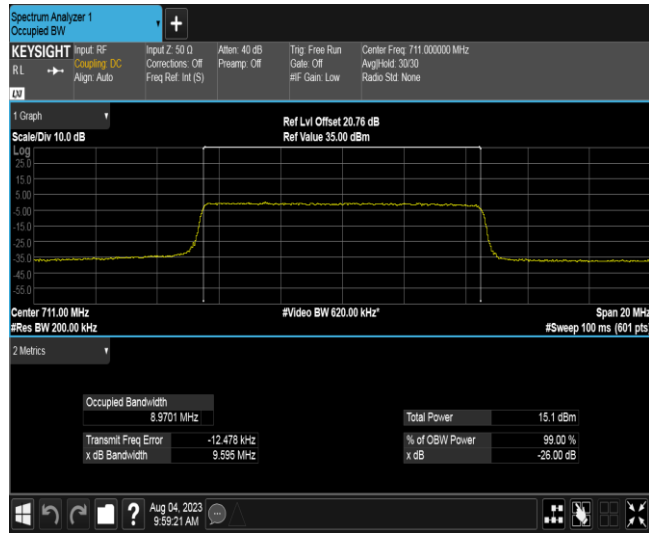 Spectrum Analyzer 1
Occupied BW
+
KEYSIGHT
RL
LXI
Input: RF
Coupling: DC
Align: Auto
Input Z: 50 Ω
Corrections: Off
Freq Ref: Int (S)
Atten: 40 dB
Preamp: Off
Trig: Free Run
Gate: Off
#IF Gain: Low
Center Freq: 711.000000 MHz
Avg|Hold: 30/30
Radio Std: None
1 Graph
Scale/Div 10.0 dB
Ref Lvl Offset 20.76 dB
Ref Value 35.00 dBm
Log
25.0
15.0
5.00
-5.00
-15.0
-25.0
-35.0
-45.0
-55.0
Center 711.00 MHz
#Res BW 200.00 kHz
#Video BW 620.00 kHz*
Span 20 MHz
#Sweep 100 ms (601 pts)
2 Metrics
Occupied Bandwidth
8.9701 MHz
Transmit Freq Error -12.478 kHz
x dB Bandwidth 9.595 MHz
Total Power 15.1 dBm
% of OBW Power 99.00 %
x dB -26.00 dB
?
Aug 04, 2023
9:59:21 AM